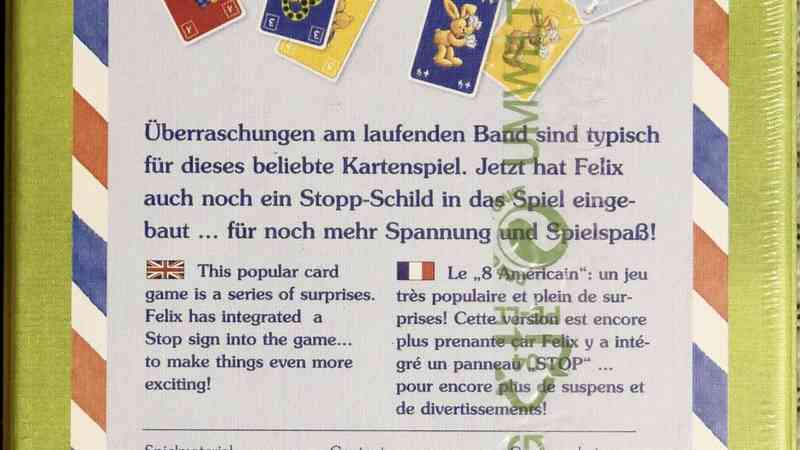 Überraschungen am laufenden Band sind typisch
für dieses beliebte Kartenspiel. Jetzt hat Felix
auch noch ein Stopp-Schild in das Spiel einge-
baut ... für noch mehr Spannung und Spielspaß!
This popular card
game is a series of surprises.
Felix has integrated a
Stop sign into the game...
to make things even more
exciting!
Le „8 Américain“: un jeu
très populaire et plein de sur-
prises! Cette version est encore
plus prenante car Felix y a inté-
gré un panneau „STOP“ ...
pour encore plus de suspens et
de divertissements!